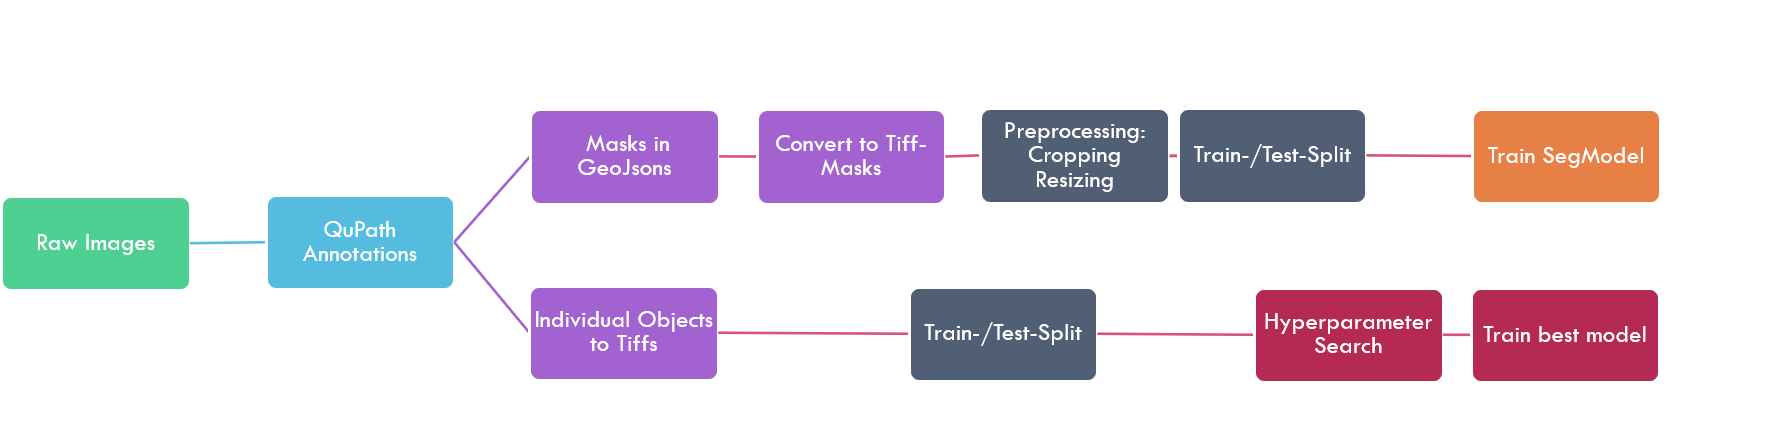 Raw Images
QuPath
Annotations
Masks in
GeoJsons
Convert to Tiff-
Masks
Preprocessing:
Cropping
Resizing
Train-/Test-Split
Train SegModel
Individual Objects
to Tiffs
Train-/Test-Split
Hyperparameter
Search
Train best model